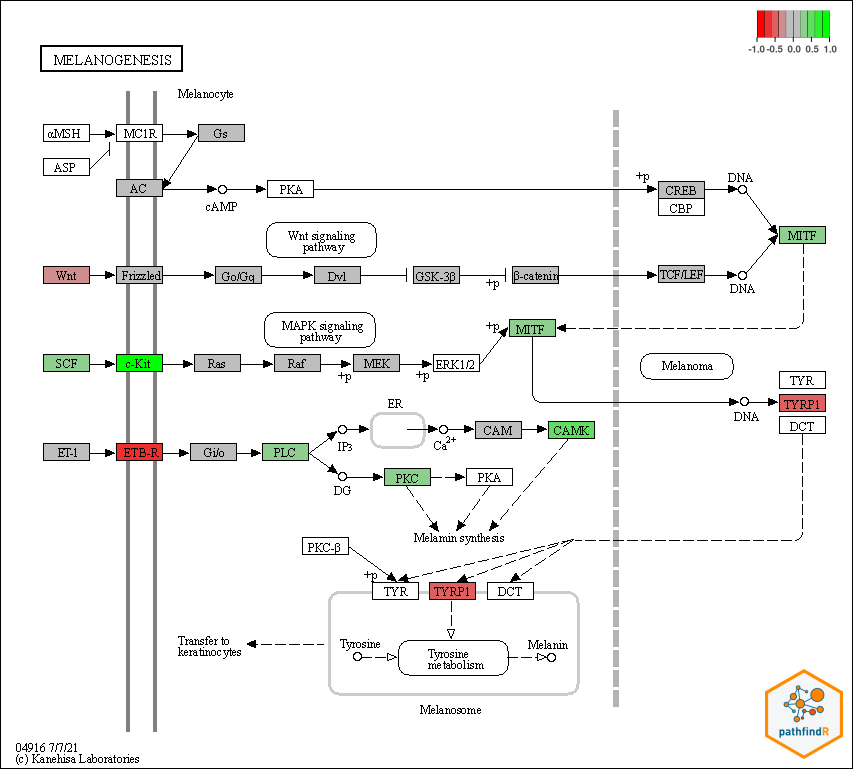 -1.0 -0.5 0.0 0.5 1.0
MELANOGENESIS
Melanocyte
αMSH
MC1R
Gs
ASP
AC
cAMP
PKA
+p
CREB
CBP
DNA
MITF
Wnt signaling
pathway
Wnt
Frizzled
Go/Gq
Dvl
GSK-3β
+p
β-catenin
TCF/LEF
DNA
MAPK signaling
pathway
+p
MITF
SCF
c-Kit
Ras
Raf
+p
MEK
+p
ERK1/2
Melanoma
TYR
TYRP1
DCT
DNA
ER
IP3
Ca2+
CAM
CAMK
ET-1
ETB-R
Gi/o
PLC
DG
PKC
PKA
Melamin synthesis
PKC-β
+p
TYR
TYRP1
DCT
Transfer to
keratinocytes
Tyrosine
Tyrosine
metabolism
Melanin
Melanosome
04916 7/7/21
(c) Kanehisa Laboratories
pathfindR